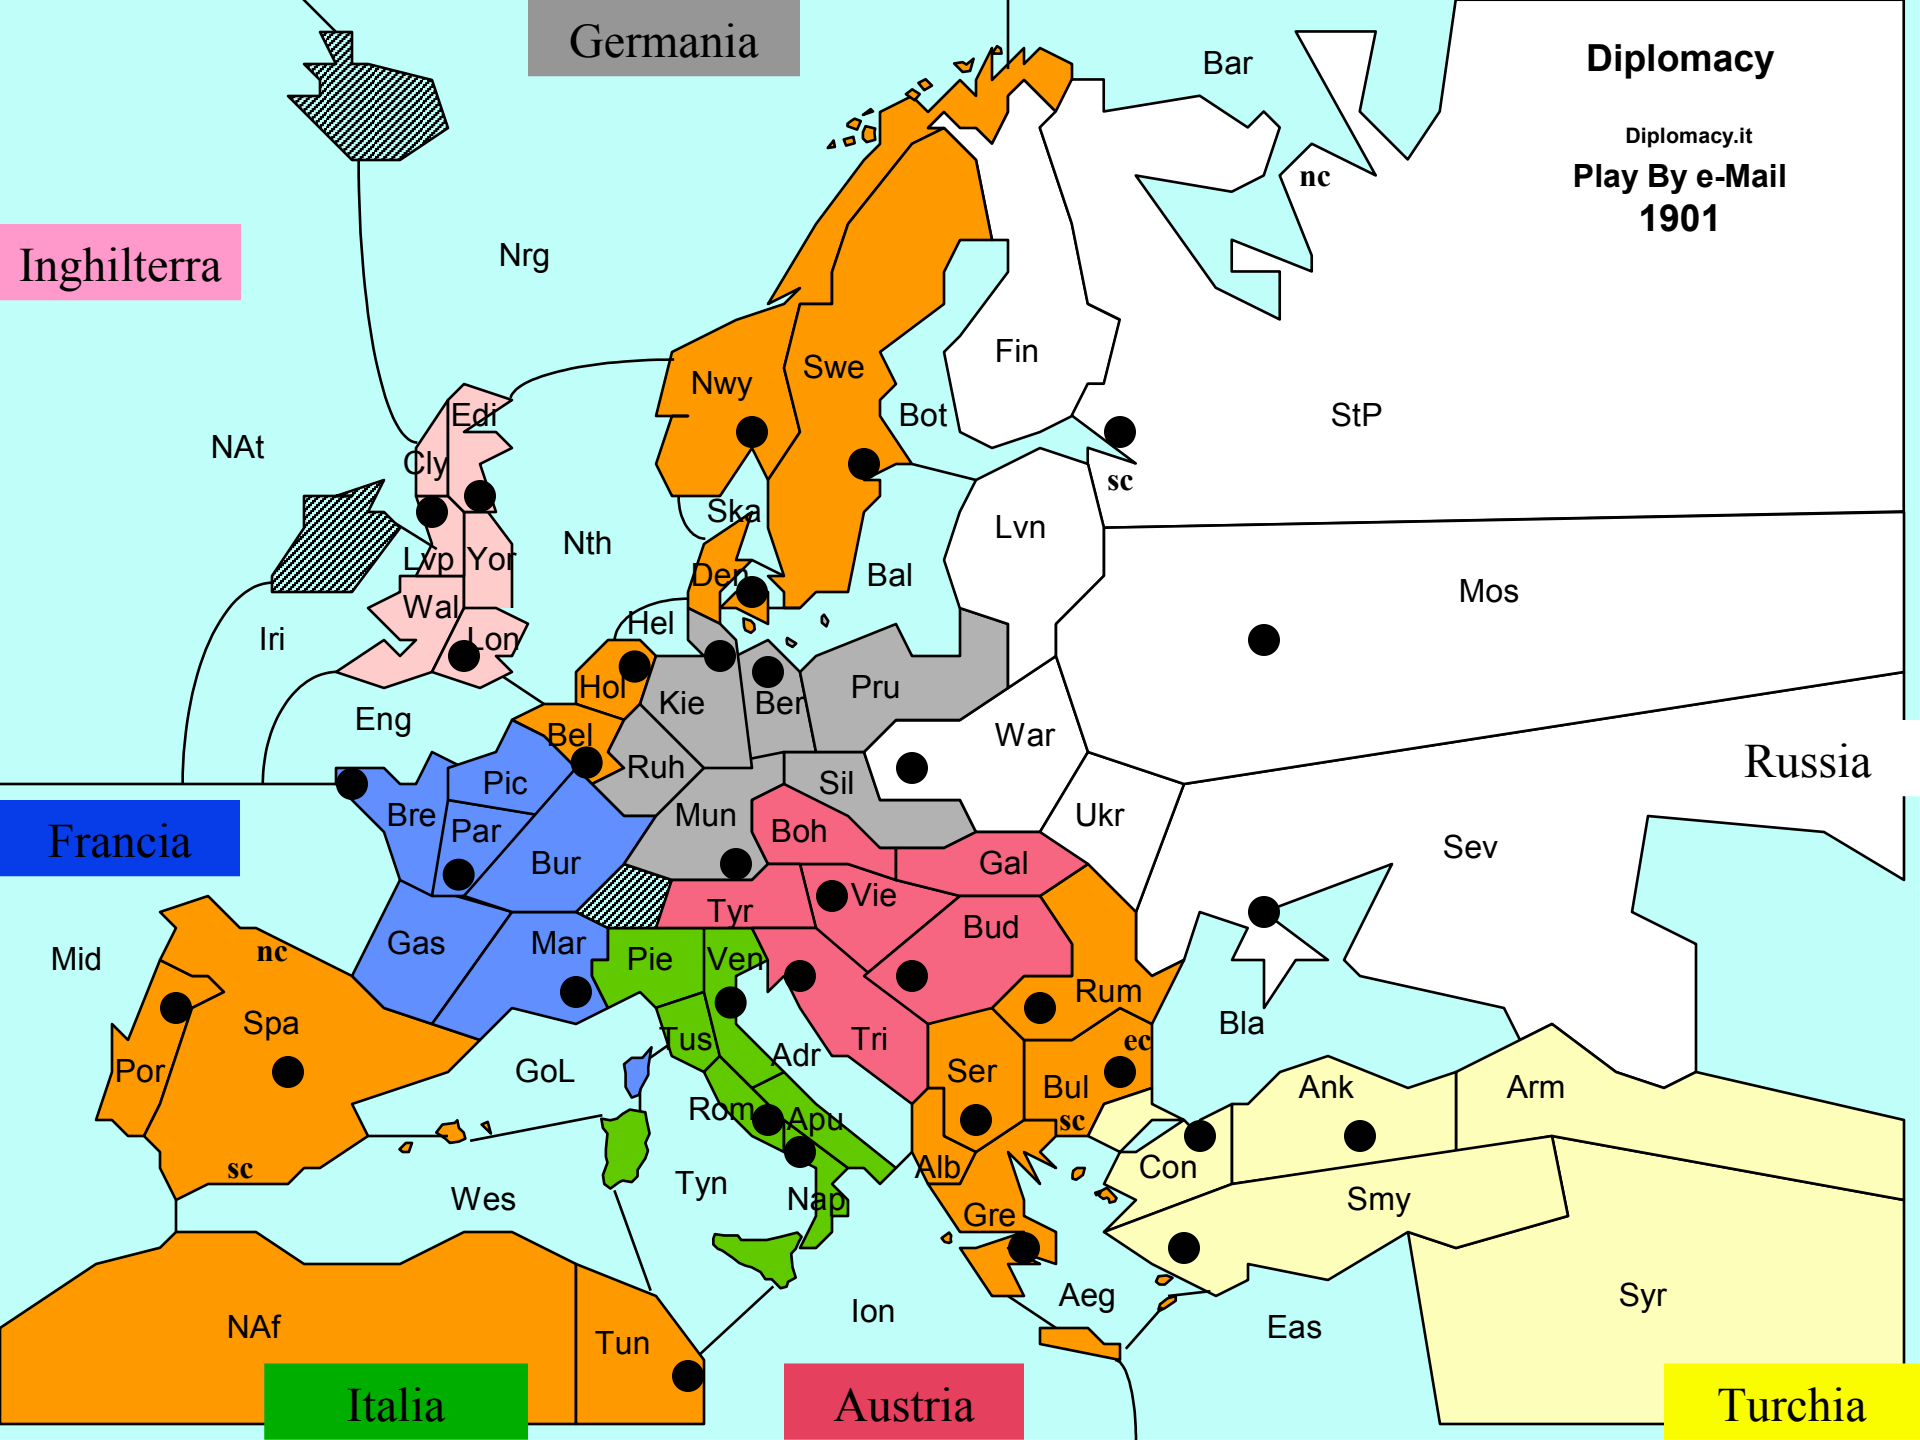 Germania
Diplomacy
Bar
Diplomacy.it
Play By e-Mail
nc
1901
Nrg
Inghilterra
Fin
Swe
Nwy
Edi
Bot
StP
NAt
Cly
sc
Ska
Lvn
Nth
Lvp
Yor
Den
Bal
Mos
Wal
Hel
Iri
Lon
Hol
Kie
Ber
Pru
Eng
Bel
War
Russia
Ruh
Pic
Sil
Ukr
Bre
Mun
Par
Boh
Francia
Sev
Bur
Gal
Vie
Tyr
Bud
Gas
Mar
nc
Mid
Pie
Ven
Rum
Spa
Bla
Tus
Tri
ec
Adr
Por
GoL
Ser
Bul
Ank
Arm
Rom
Apu
sc
sc
Alb
Con
Tyn
Wes
Nap
Smy
Gre
Aeg
Syr
Ion
NAf
Eas
Tun
Italia
Austria
Turchia